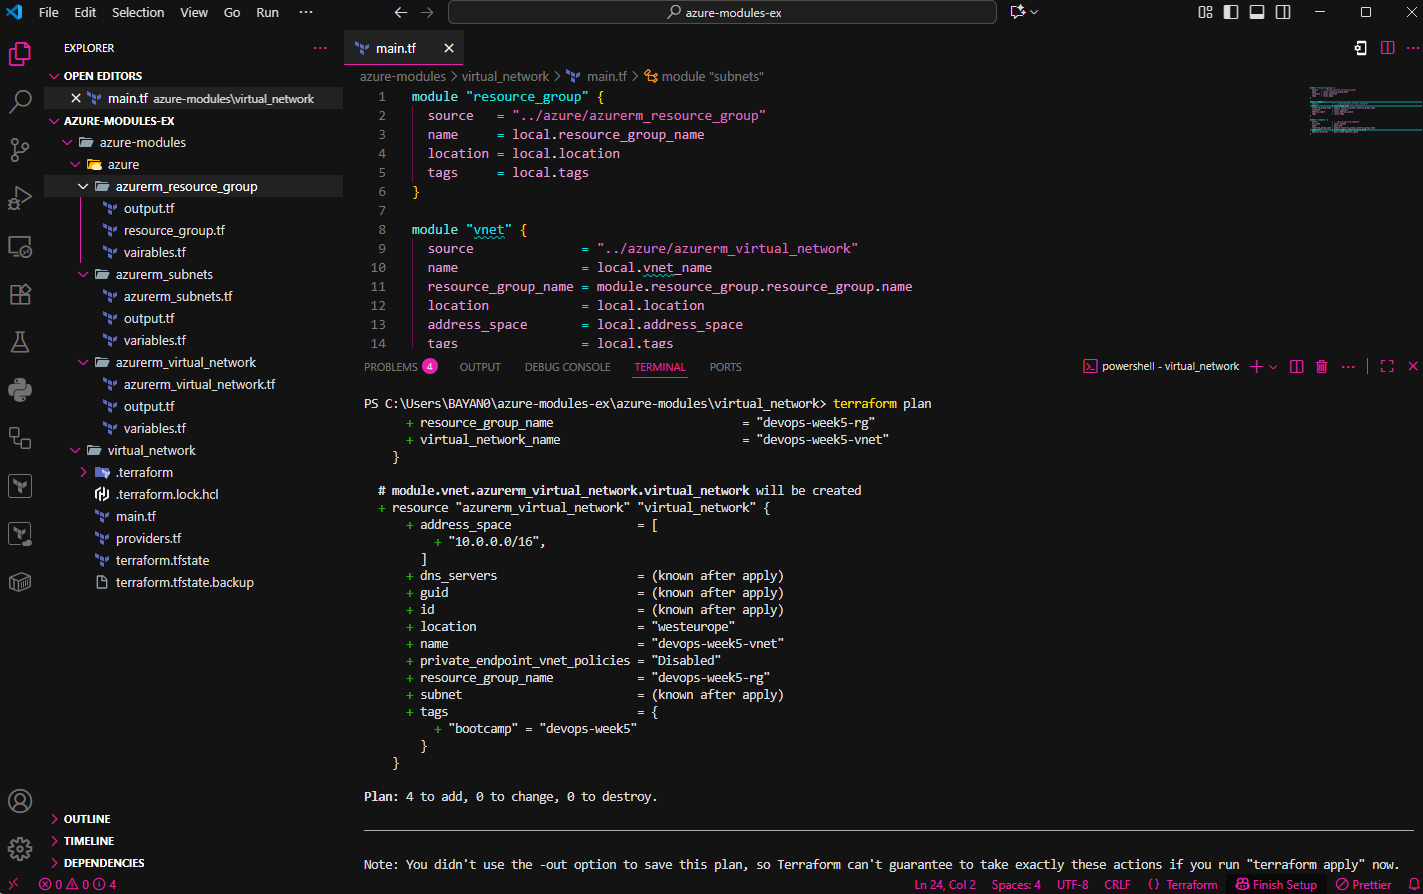 File Edit Selection View Go Run ··· azure-modules-ex
EXPLORER ···
OPEN EDITORS
main.tf azure-modules\virtual_network
AZURE-MODULES-EX
azure-modules
azure
azurerm_resource_group
output.tf
resource_group.tf
vairables.tf
azurerm_subnets
azurerm_subnets.tf
output.tf
variables.tf
azurerm_virtual_network
azurerm_virtual_network.tf
output.tf
variables.tf
virtual_network
.terraform
.terraform.lock.hcl
main.tf
providers.tf
terraform.tfstate
terraform.tfstate.backup
OUTLINE
TIMELINE
DEPENDENCIES
main.tf
azure-modules > virtual_network > main.tf > module "subnets"
1 module "resource_group" {
2 source = "../azure/azurerm_resource_group"
3 name = local.resource_group_name
4 location = local.location
5 tags = local.tags
6 }
7
8 module "vnet" {
9 source = "../azure/azurerm_virtual_network"
10 name = local.vnet_name
11 resource_group_name = module.resource_group.resource_group.name
12 location = local.location
13 address_space = local.address_space
14 tags = local.tags
PROBLEMS 4 OUTPUT DEBUG CONSOLE TERMINAL PORTS powershell - virtual_network
PS C:\Users\BAYAN0\azure-modules-ex\azure-modules\virtual_network> terraform plan
+ resource_group_name = "devops-week5-rg"
+ virtual_network_name = "devops-week5-vnet"
}
# module.vnet.azurerm_virtual_network.virtual_network will be created
+ resource "azurerm_virtual_network" "virtual_network" {
+ address_space = [
+ "10.0.0.0/16",
]
+ dns_servers = (known after apply)
+ guid = (known after apply)
+ id = (known after apply)
+ location = "westeurope"
+ name = "devops-week5-vnet"
+ private_endpoint_vnet_policies = "Disabled"
+ resource_group_name = "devops-week5-rg"
+ subnet = (known after apply)
+ tags = {
+ "bootcamp" = "devops-week5"
}
}
Plan: 4 to add, 0 to change, 0 to destroy.
Note: You didn't use the -out option to save this plan, so Terraform can't guarantee to take exactly these actions if you run "terraform apply" now.
0 0 4 Ln 24, Col 2 Spaces: 4 UTF-8 CRLF {} Terraform Finish Setup Prettier